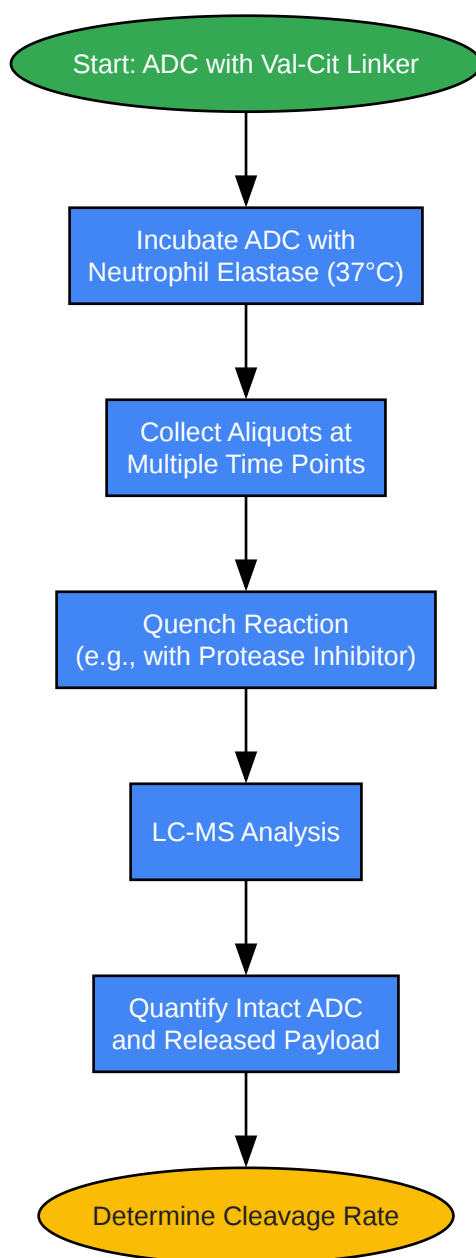 Start: ADC with Val-Cit Linker
Incubate ADC with
Neutrophil Elastase (37°C)
Collect Aliquots at
Multiple Time Points
Quench Reaction
(e.g., with Protease Inhibitor)
LC-MS Analysis
Quantify Intact ADC
and Released Payload
Determine Cleavage Rate